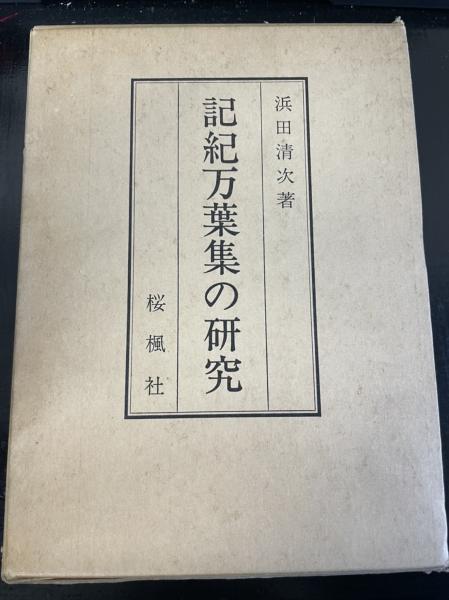 浜田清次著
記紀万葉集の研究
桜楓社